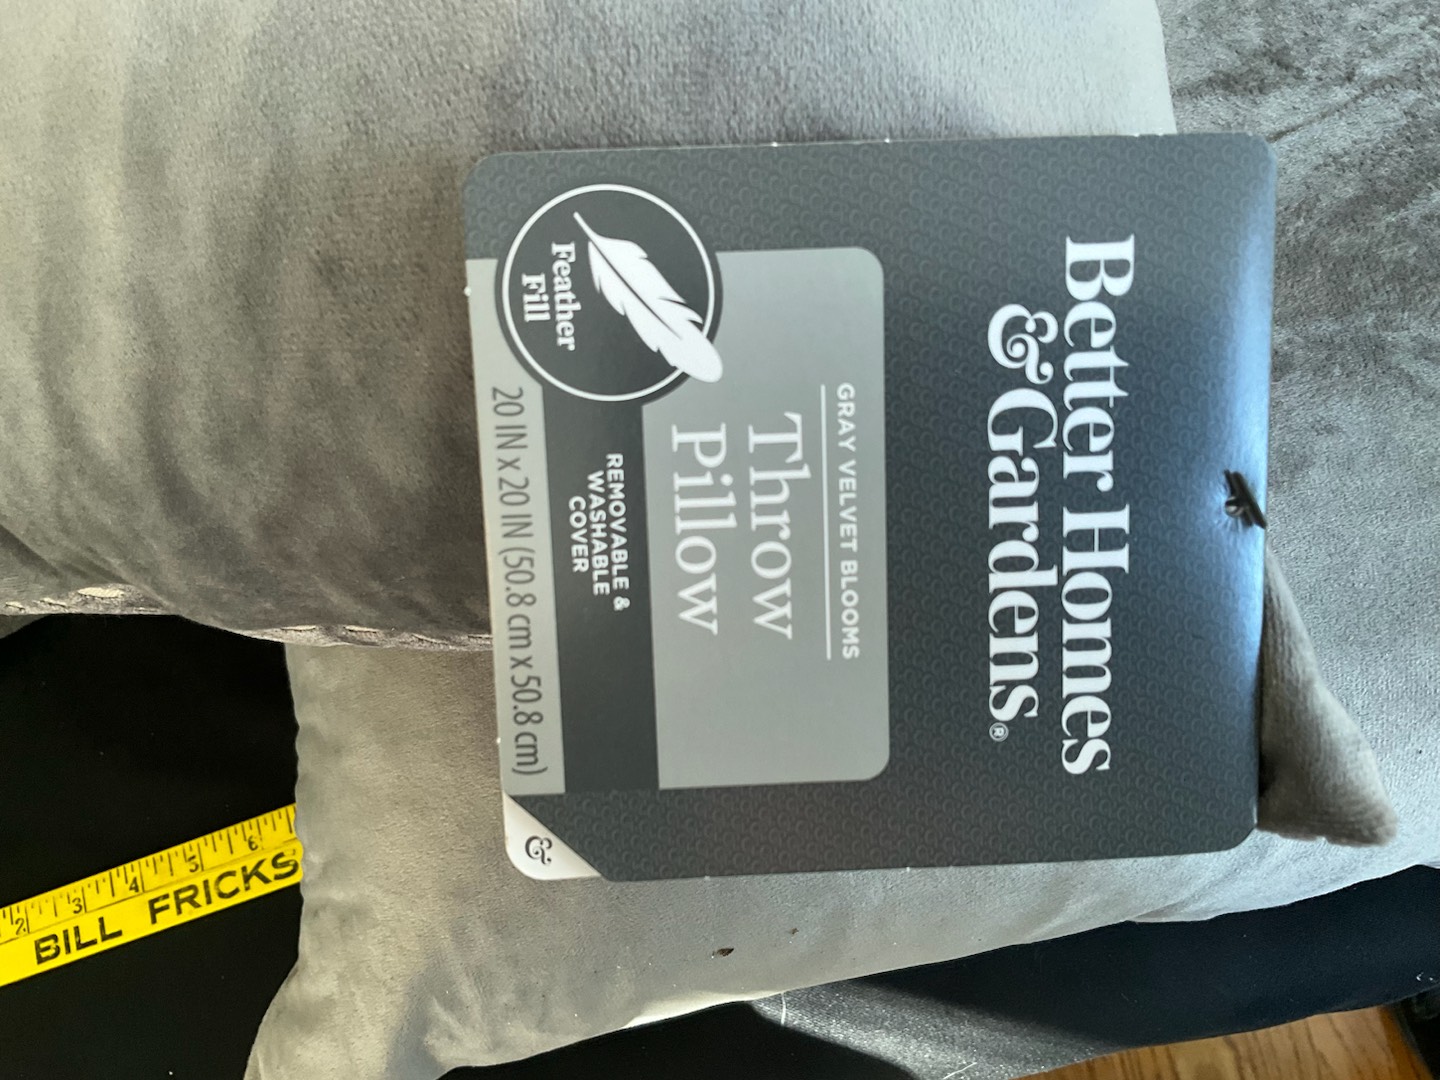 Better Homes
& Gardens®
GRAY VELVET BLOOMS
Throw
Pillow
Feather
Fill
REMOVABLE &
WASHABLE
COVER
20 IN x 20 IN (50.8 cm x 50.8 cm)
&
2 3 4 5 6
BILL FRICKS